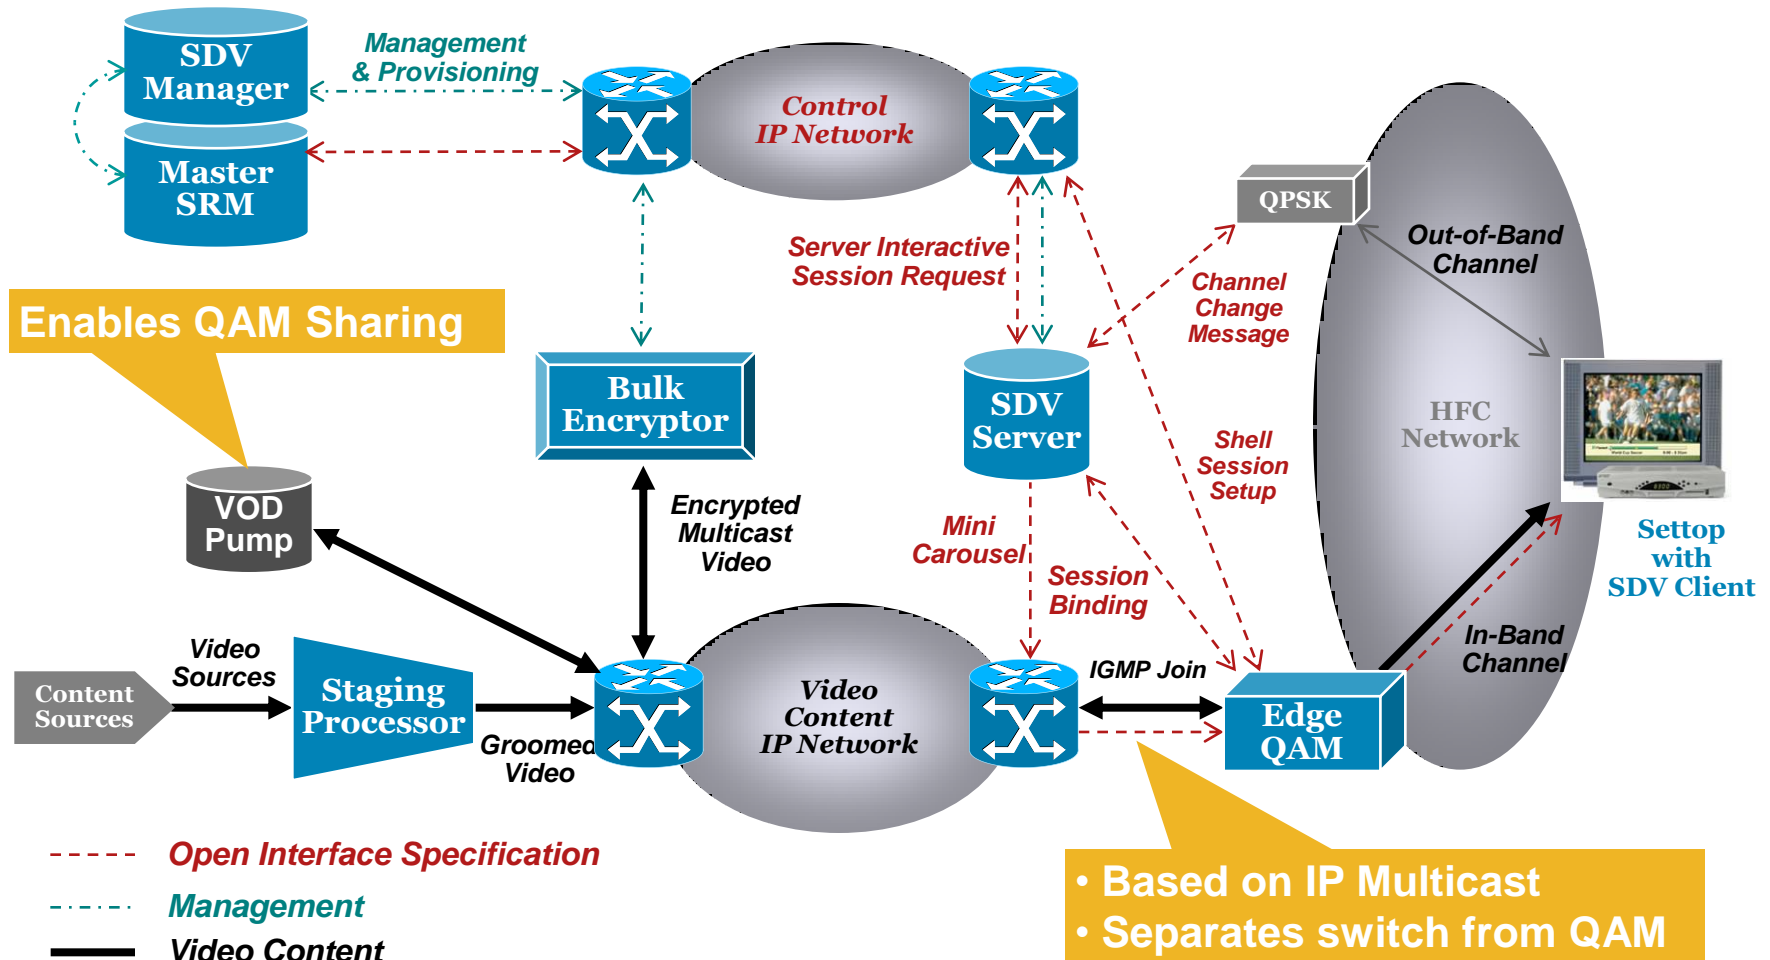 SDV
Manager
Management
& Provisioning
Control
IP Network
Master
SRM
QPSK
Out-of-Band
Channel
Server Interactive
Session Request
Channel
Change
Message
Enables QAM Sharing
Bulk
Encryptor
SDV
Server
HFC
Network
Shell
Session
Setup
VOD
Pump
Encrypted
Multicast
Video
Mini
Carousel
Session
Binding
Settop
with
SDV Client
In-Band
Channel
Video
Sources
Content
Sources
Staging
Processor
Groomed
Video
Video
Content
IP Network
IGMP Join
Edge
QAM
Open Interface Specification
Management
Video Content
• Based on IP Multicast
• Separates switch from QAM